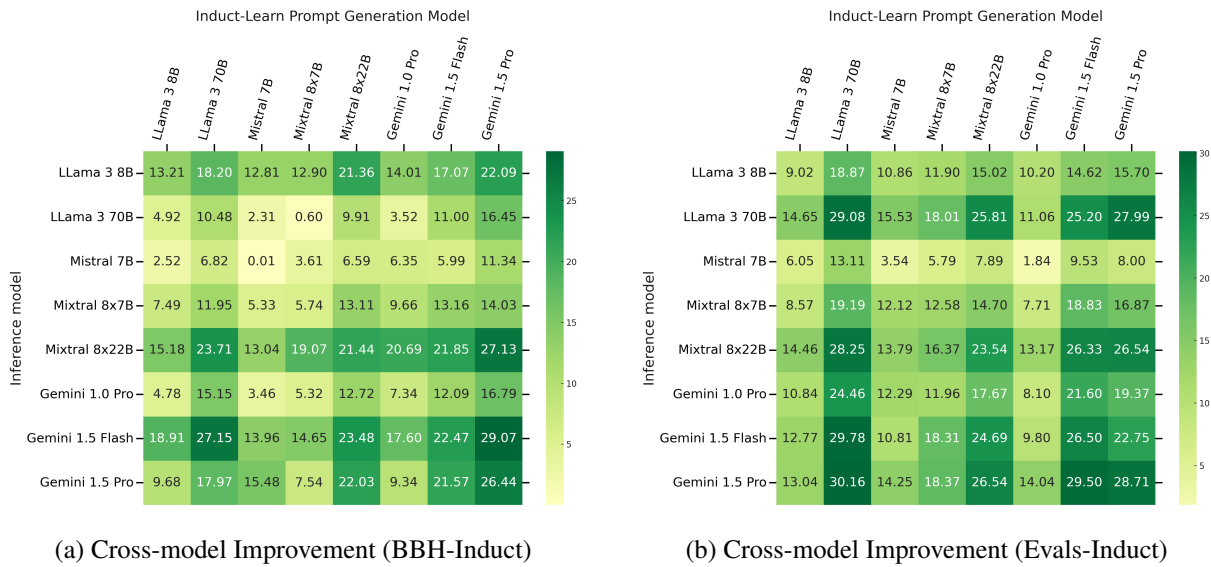 Induct-Learn Prompt Generation Model
LLama 3 8B
LLama 3 70B
Mistral 7B
Mixtral 8x7B
Mixtral 8x22B
Gemini 1.0 Pro
Gemini 1.5 Flash
Gemini 1.5 Pro
Inference model
LLama 3 8B 13.21 18.20 12.81 12.90 21.36 14.01 17.07 22.09
LLama 3 70B 4.92 10.48 2.31 0.60 9.91 3.52 11.00 16.45
Mistral 7B 2.52 6.82 0.01 3.61 6.59 6.35 5.99 11.34
Mixtral 8x7B 7.49 11.95 5.33 5.74 13.11 9.66 13.16 14.03
Mixtral 8x22B 15.18 23.71 13.04 19.07 21.44 20.69 21.85 27.13
Gemini 1.0 Pro 4.78 15.15 3.46 5.32 12.72 7.34 12.09 16.79
Gemini 1.5 Flash 18.91 27.15 13.96 14.65 23.48 17.60 22.47 29.07
Gemini 1.5 Pro 9.68 17.97 15.48 7.54 22.03 9.34 21.57 26.44
25
20
15
10
5
(a) Cross-model Improvement (BBH-Induct)
Induct-Learn Prompt Generation Model
LLama 3 8B
LLama 3 70B
Mistral 7B
Mixtral 8x7B
Mixtral 8x22B
Gemini 1.0 Pro
Gemini 1.5 Flash
Gemini 1.5 Pro
Inference model
LLama 3 8B 9.02 18.87 10.86 11.90 15.02 10.20 14.62 15.70
LLama 3 70B 14.65 29.08 15.53 18.01 25.81 11.06 25.20 27.99
Mistral 7B 6.05 13.11 3.54 5.79 7.89 1.84 9.53 8.00
Mixtral 8x7B 8.57 19.19 12.12 12.58 14.70 7.71 18.83 16.87
Mixtral 8x22B 14.46 28.25 13.79 16.37 23.54 13.17 26.33 26.54
Gemini 1.0 Pro 10.84 24.46 12.29 11.96 17.67 8.10 21.60 19.37
Gemini 1.5 Flash 12.77 29.78 10.81 18.31 24.69 9.80 26.50 22.75
Gemini 1.5 Pro 13.04 30.16 14.25 18.37 26.54 14.04 29.50 28.71
30
25
20
15
10
5
(b) Cross-model Improvement (Evals-Induct)